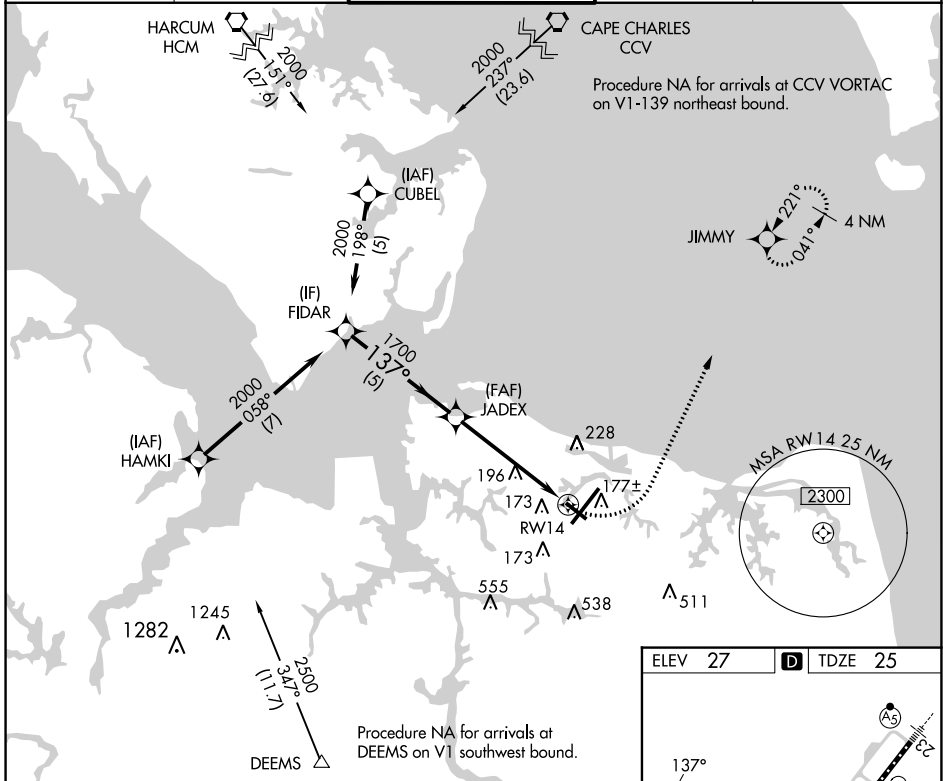 HARCUM
HCM
2000
151°
(27.6)
CAPE CHARLES
CCV
2000
237°
(23.6)
Procedure NA for arrivals at CCV VORTAC
on V1-139 northeast bound.
(IAF)
CUBEL
2000
198°
(5)
JIMMY
221°
041°
4 NM
(IF)
FIDAR
1700
137°
(5)
2000
058°
(7)
(FAF)
JADEX
(IAF)
HAMKI
228
196
177±
173
RW14
173
MSA RW14 25 NM
2300
555
538
511
1282
1245
2500
347°
(11.7)
DEEMS
Procedure NA for arrivals at
DEEMS on V1 southwest bound.
ELEV 27 D TDZE 25
A5
23
137°